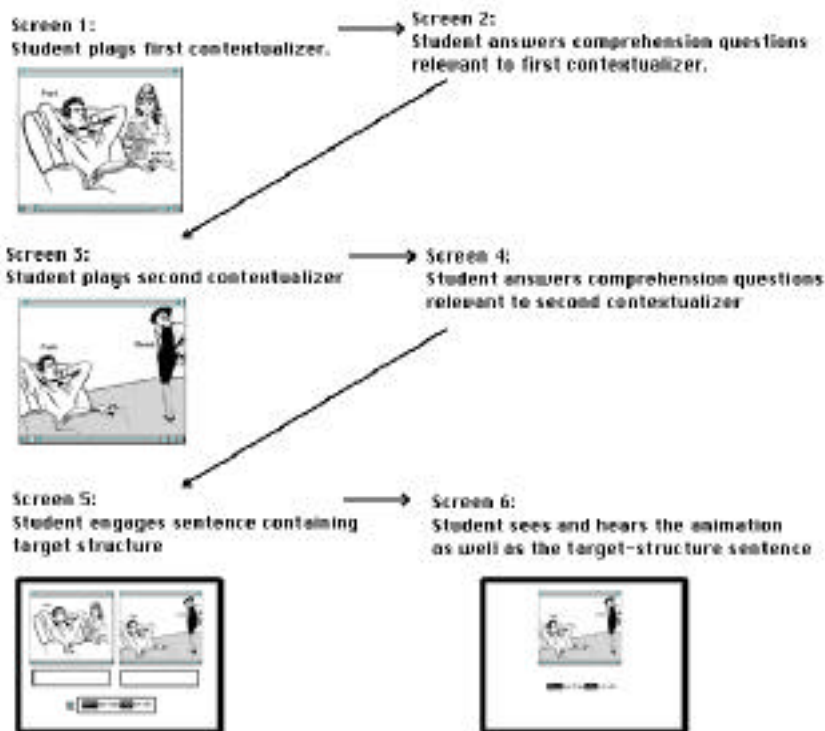 Screen 1:
Student plays first contextualizer.
Screen 2:
Student answers comprehension questions
relevant to first contextualizer.
Screen 3:
Student plays second contextualizer
Screen 4:
Student answers comprehension questions
relevant to second contextualizer
Screen 5:
Student engages sentence containing
target structure
Screen 6:
Student sees and hears the animation
as well as the target-structure sentence